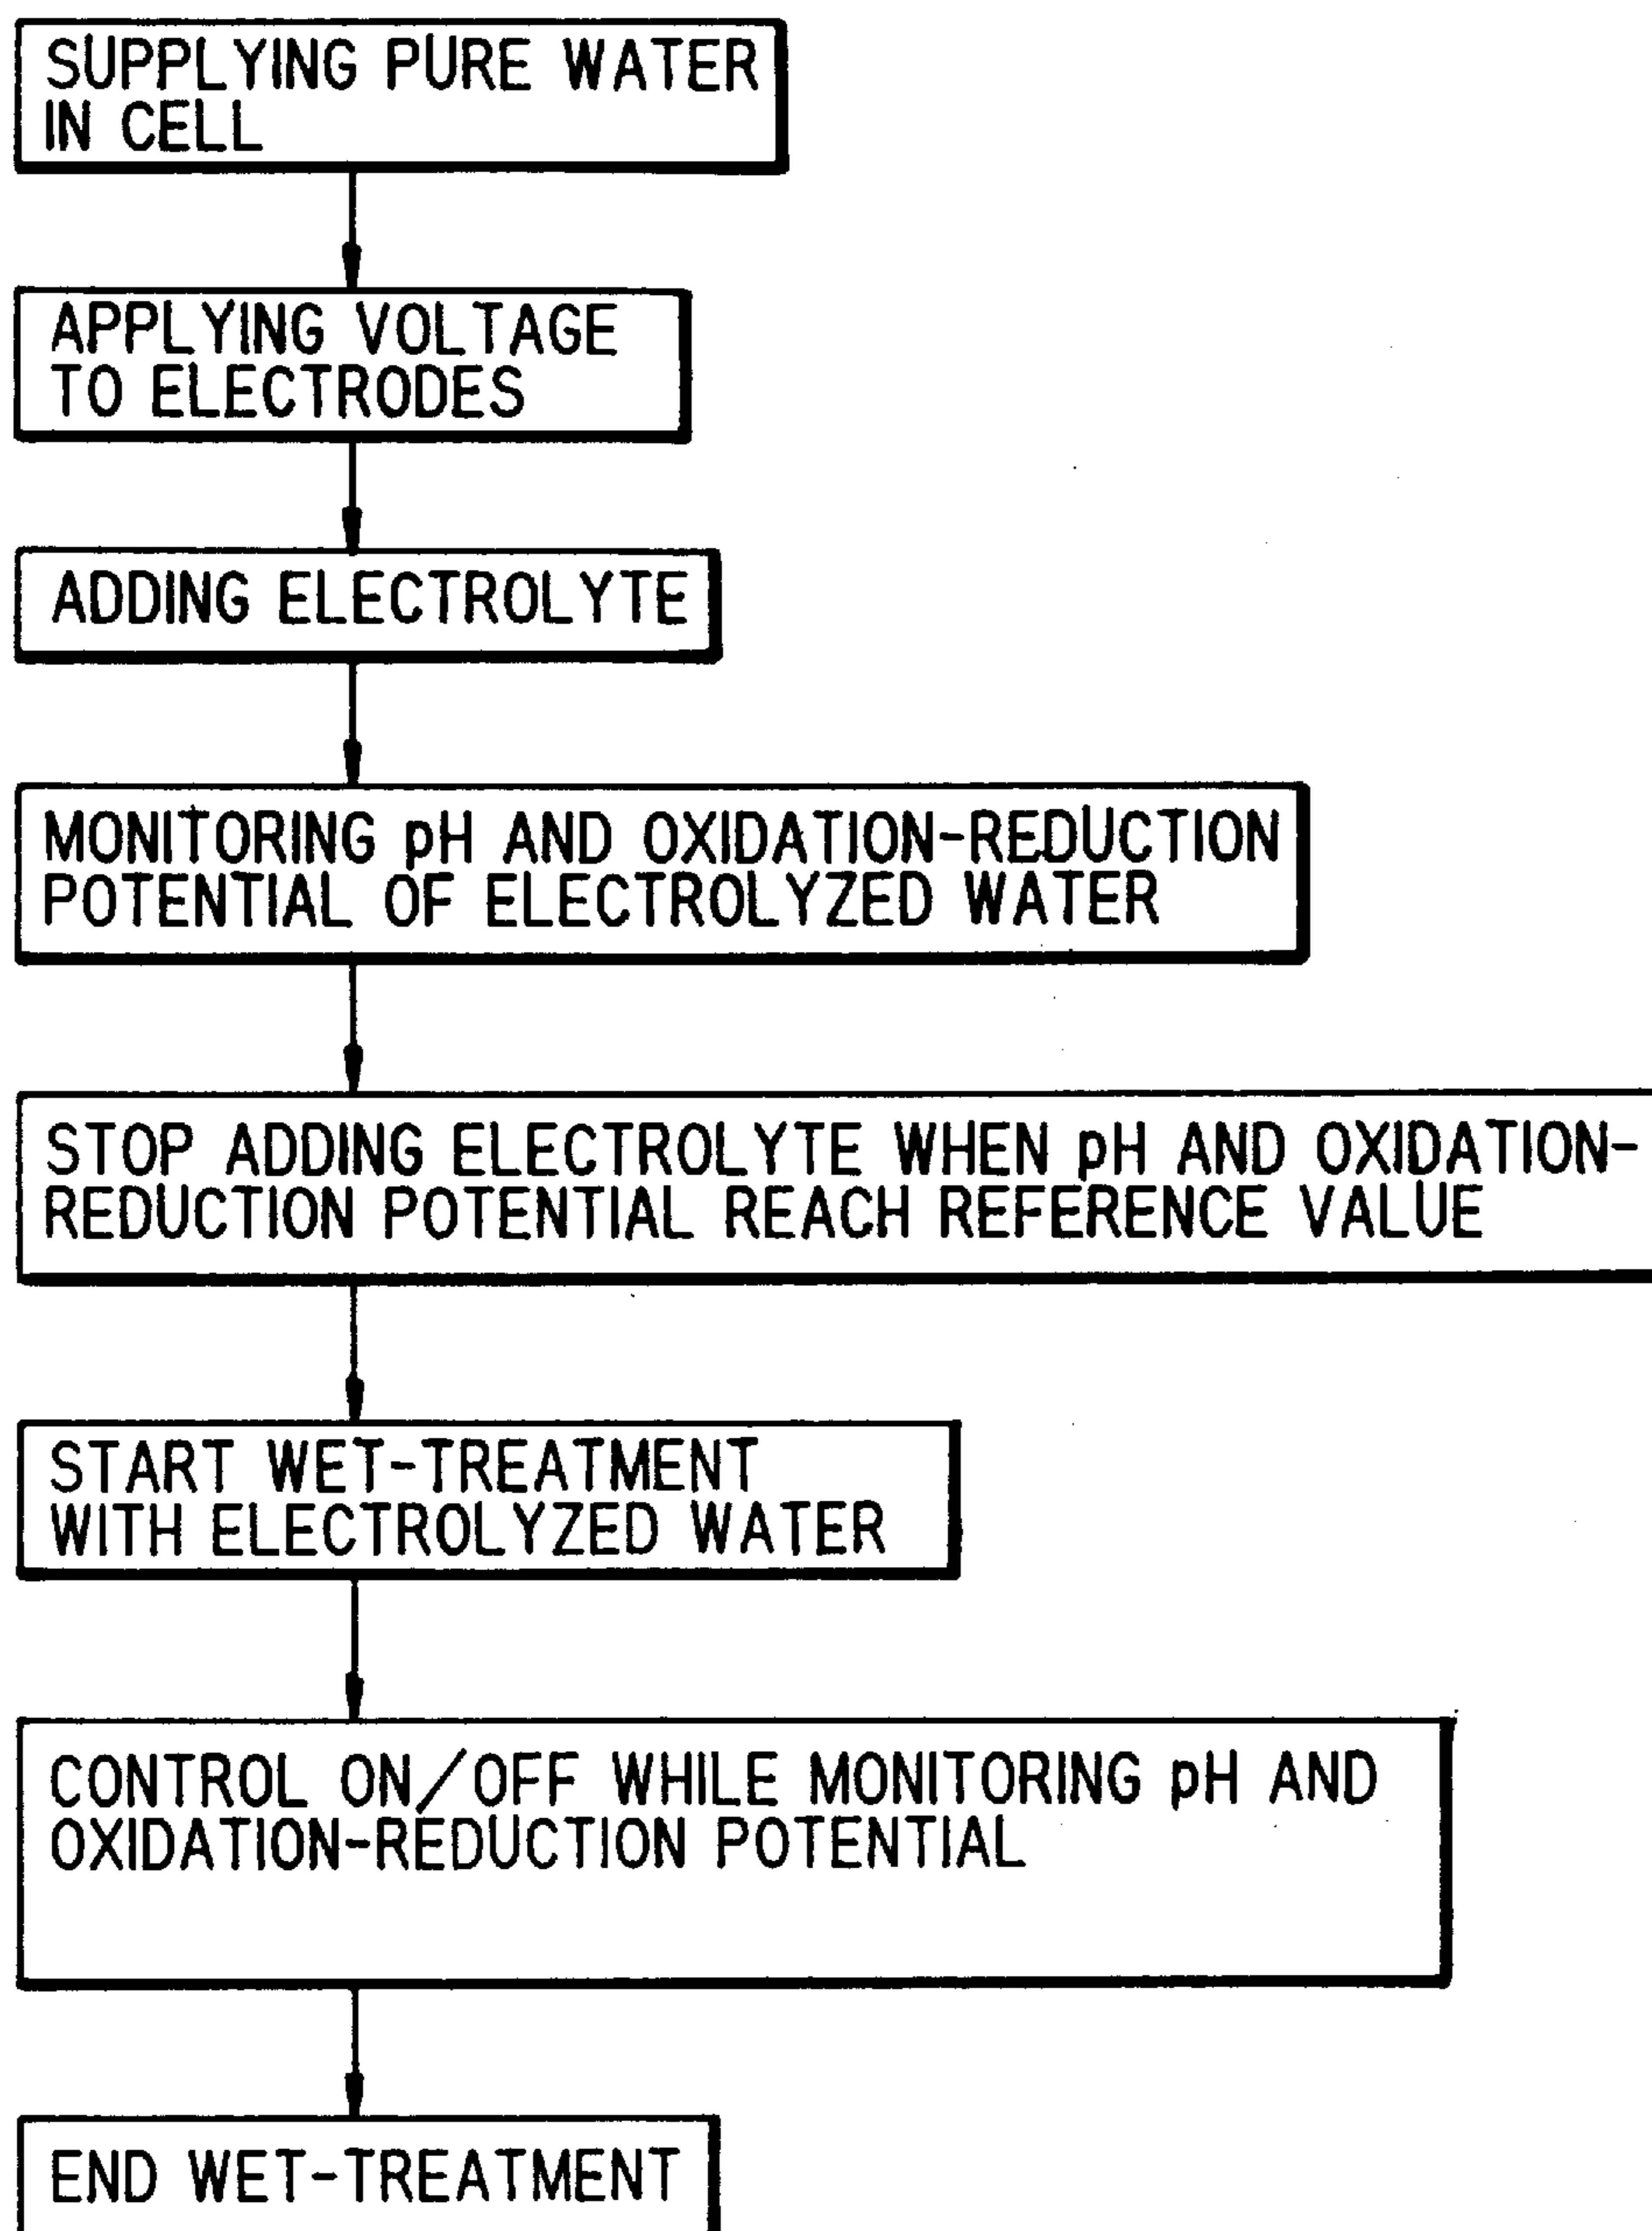 SUPPLYING PURE WATER
IN CELL
APPLYING VOLTAGE
TO ELECTRODES
ADDING ELECTROLYTE
MONITORING pH AND OXIDATION-REDUCTION
POTENTIAL OF ELECTROLYZED WATER
STOP ADDING ELECTROLYTE WHEN pH AND OXIDATION-
REDUCTION POTENTIAL REACH REFERENCE VALUE
START WET-TREATMENT
WITH ELECTROLYZED WATER
CONTROL ON/OFF WHILE MONITORING pH AND
OXIDATION-REDUCTION POTENTIAL
END WET-TREATMENT